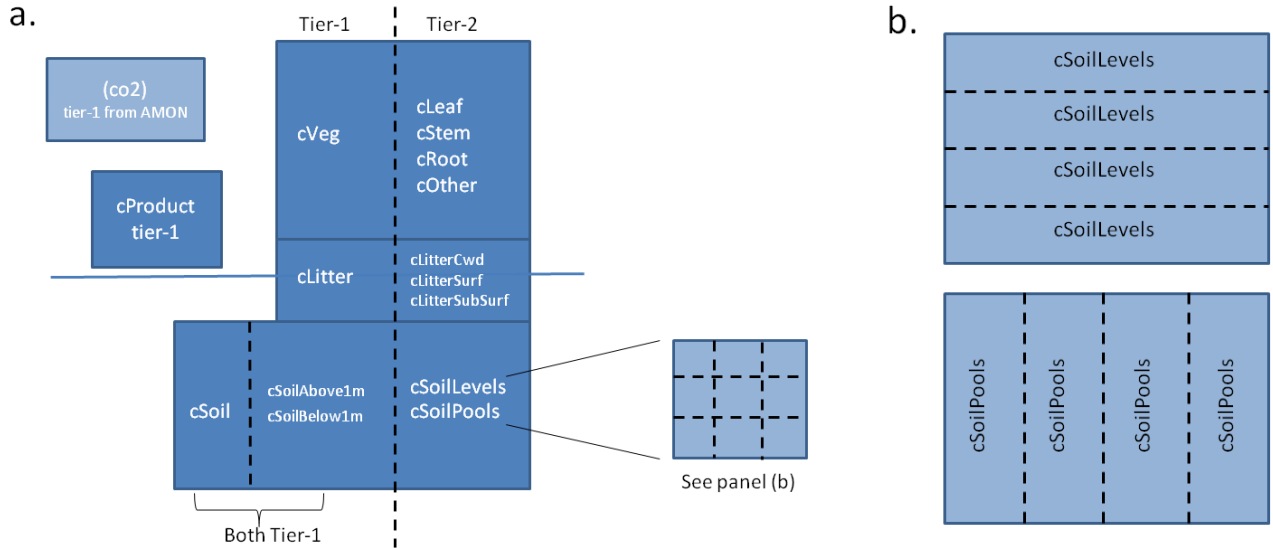 a.
Tier-1
Tier-2
(co2)
tier-1 from AMON
cProduct
tier-1
cVeg
cLeaf
cStem
cRoot
cOther
cLitter
cLitterCwd
cLitterSurf
cLitterSubSurf
cSoil
cSoilAbove1m
cSoilBelow1m
cSoilLevels
cSoilPools
Both Tier-1
See panel (b)
b.
cSoilLevels
cSoilLevels
cSoilLevels
cSoilLevels
cSoilPools
cSoilPools
cSoilPools
cSoilPools